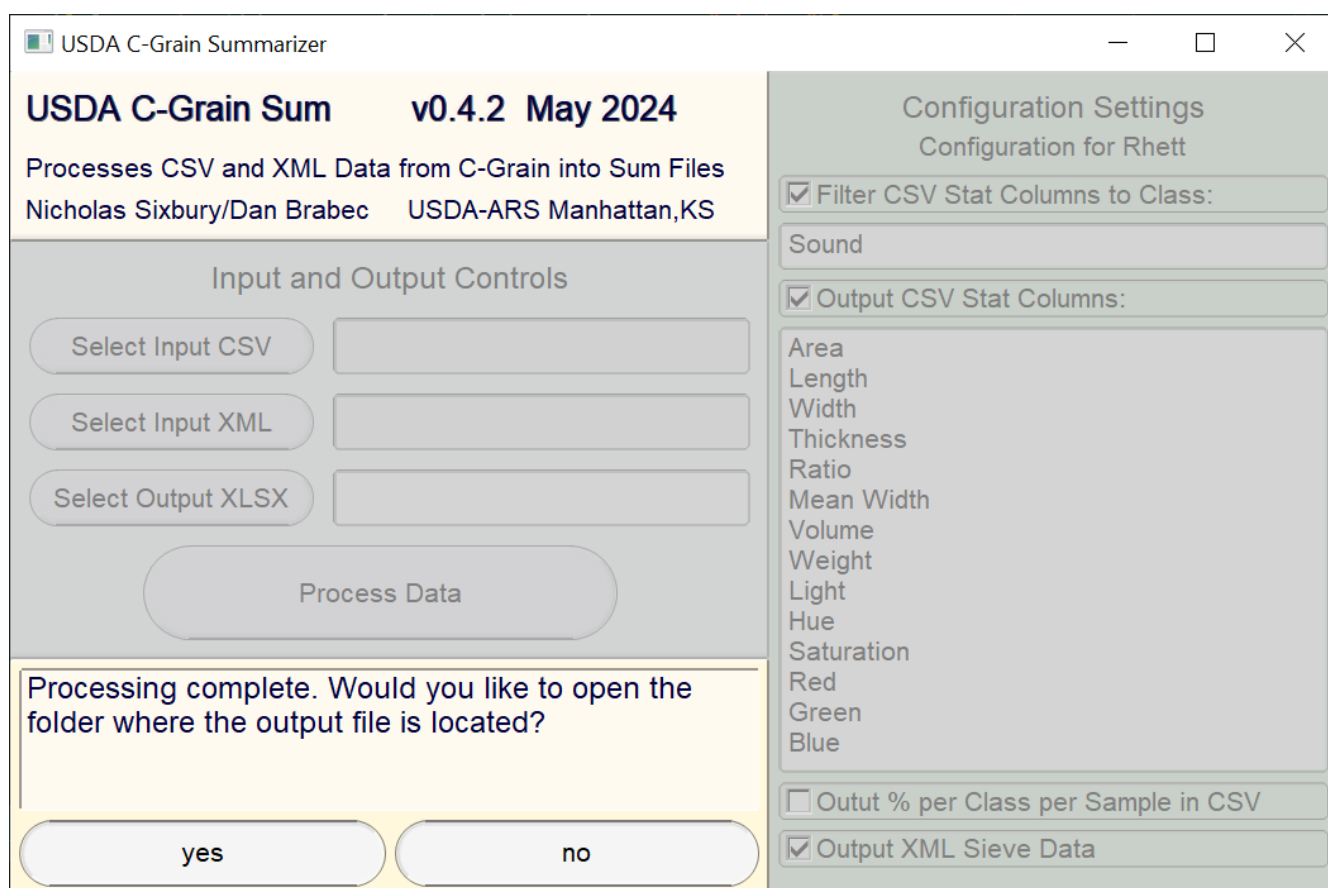 USDA C-Grain Summarizer
USDA C-Grain Sum v0.4.2 May 2024
Processes CSV and XML Data from C-Grain into Sum Files
Nicholas Sixbury/Dan Brabec USDA-ARS Manhattan,KS
Input and Output Controls
Select Input CSV
Select Input XML
Select Output XLSX
Process Data
Processing complete. Would you like to open the
folder where the output file is located?
yes no
Configuration Settings
Configuration for Rhett
Filter CSV Stat Columns to Class:
Sound
Output CSV Stat Columns:
Area
Length
Width
Thickness
Ratio
Mean Width
Volume
Weight
Light
Hue
Saturation
Red
Green
Blue
Outut % per Class per Sample in CSV
Output XML Sieve Data